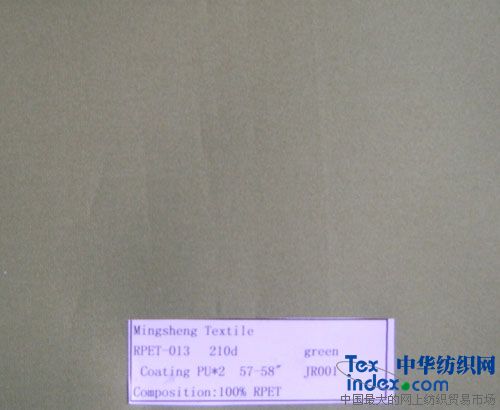 Mingsheng Textile
RPET-013 210d green
Coating PU*2 57-58" JR001
Composition:100% RPET
Tex 中华纺织网
index.com
中国最大的网上纺织贸易市场